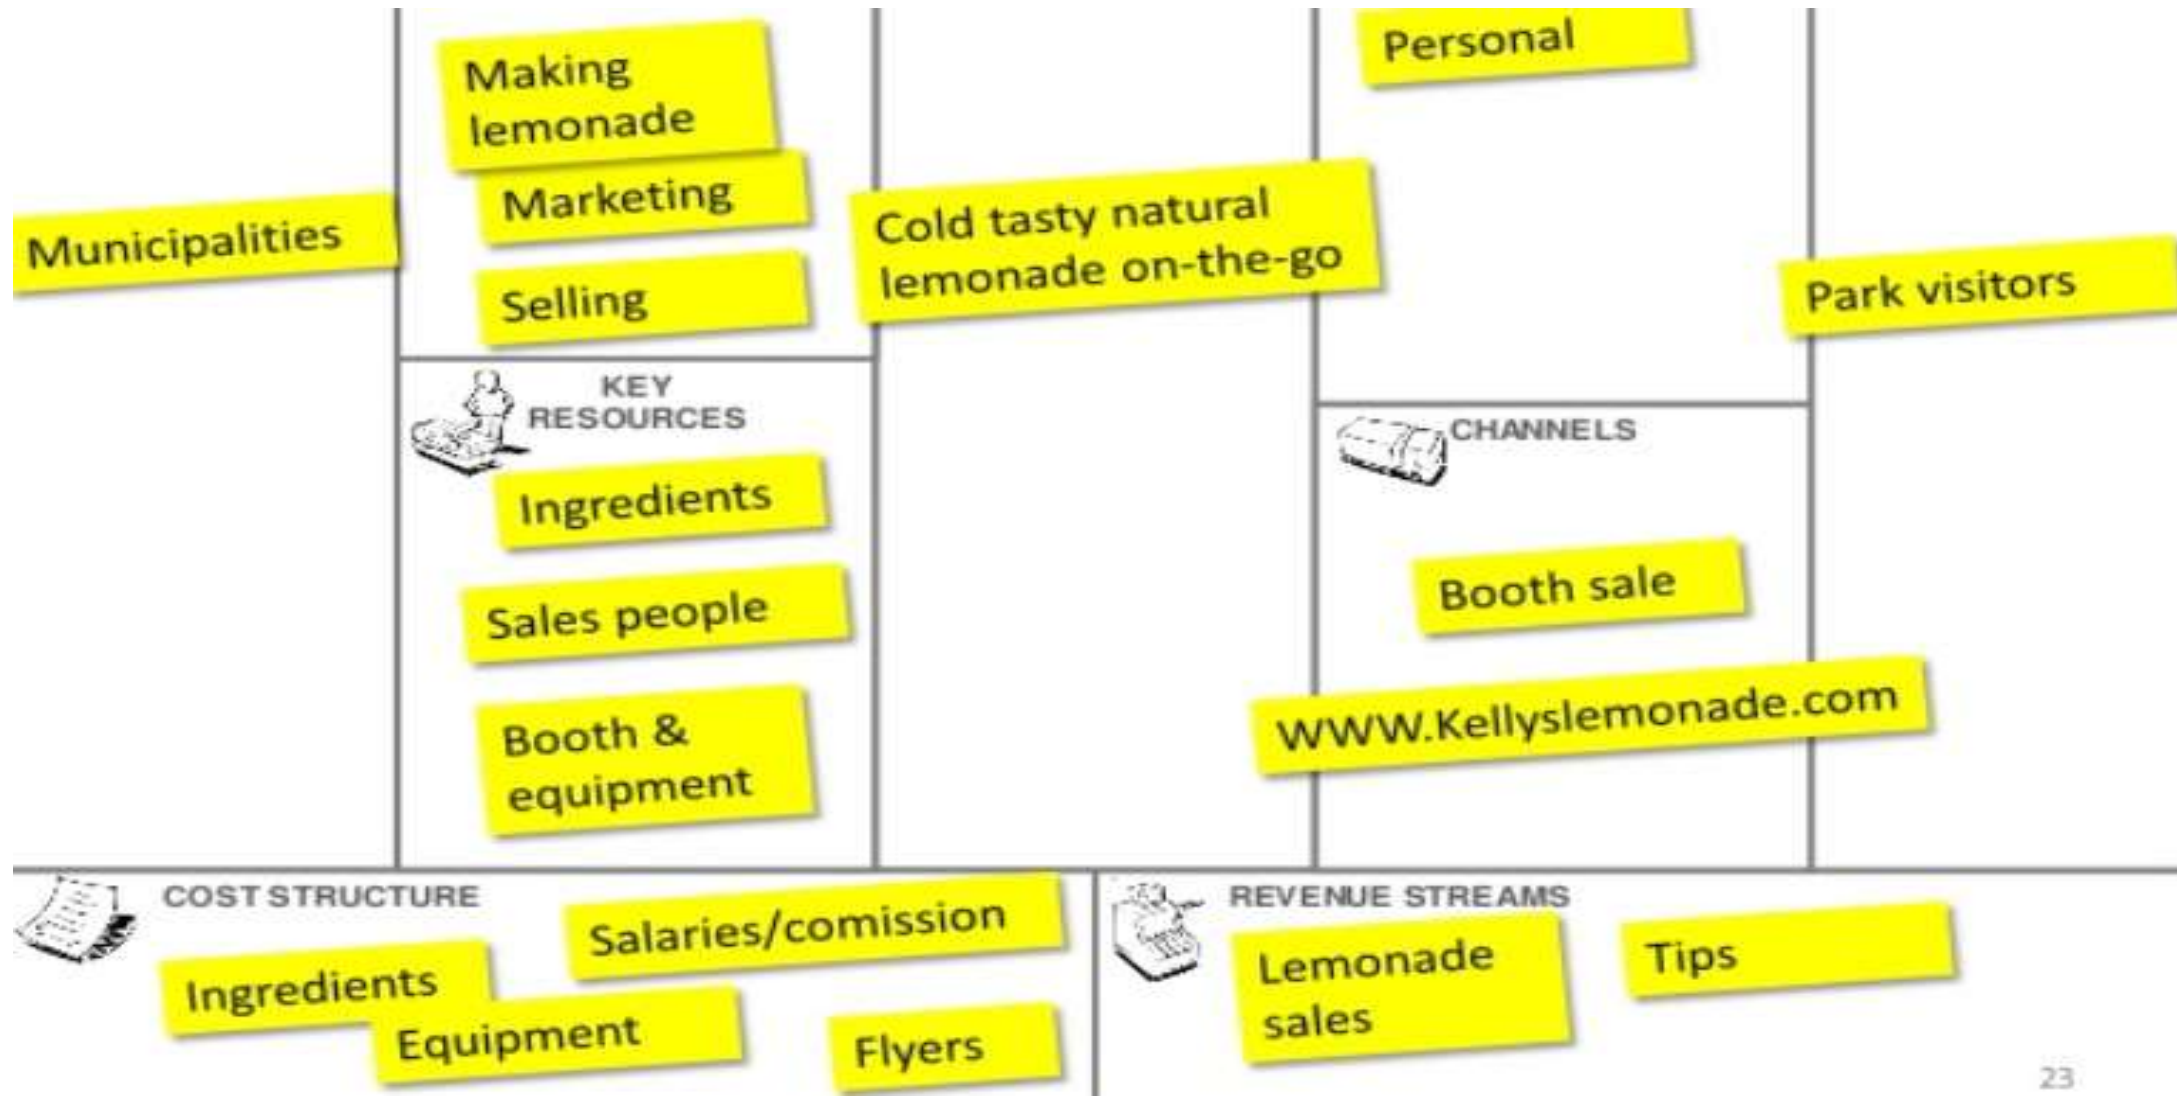 Making
lemonade
Marketing
Selling
Municipalities
Cold tasty natural
lemonade on-the-go
Personal
Park visitors
KEY
RESOURCES
Ingredients
Sales people
Booth &
equipment
CHANNELS
Booth sale
WWW.Kellyslemonade.com
COST STRUCTURE
Salaries/comission
Ingredients
Equipment
Flyers
REVENUE STREAMS
Lemonade
sales
Tips
23